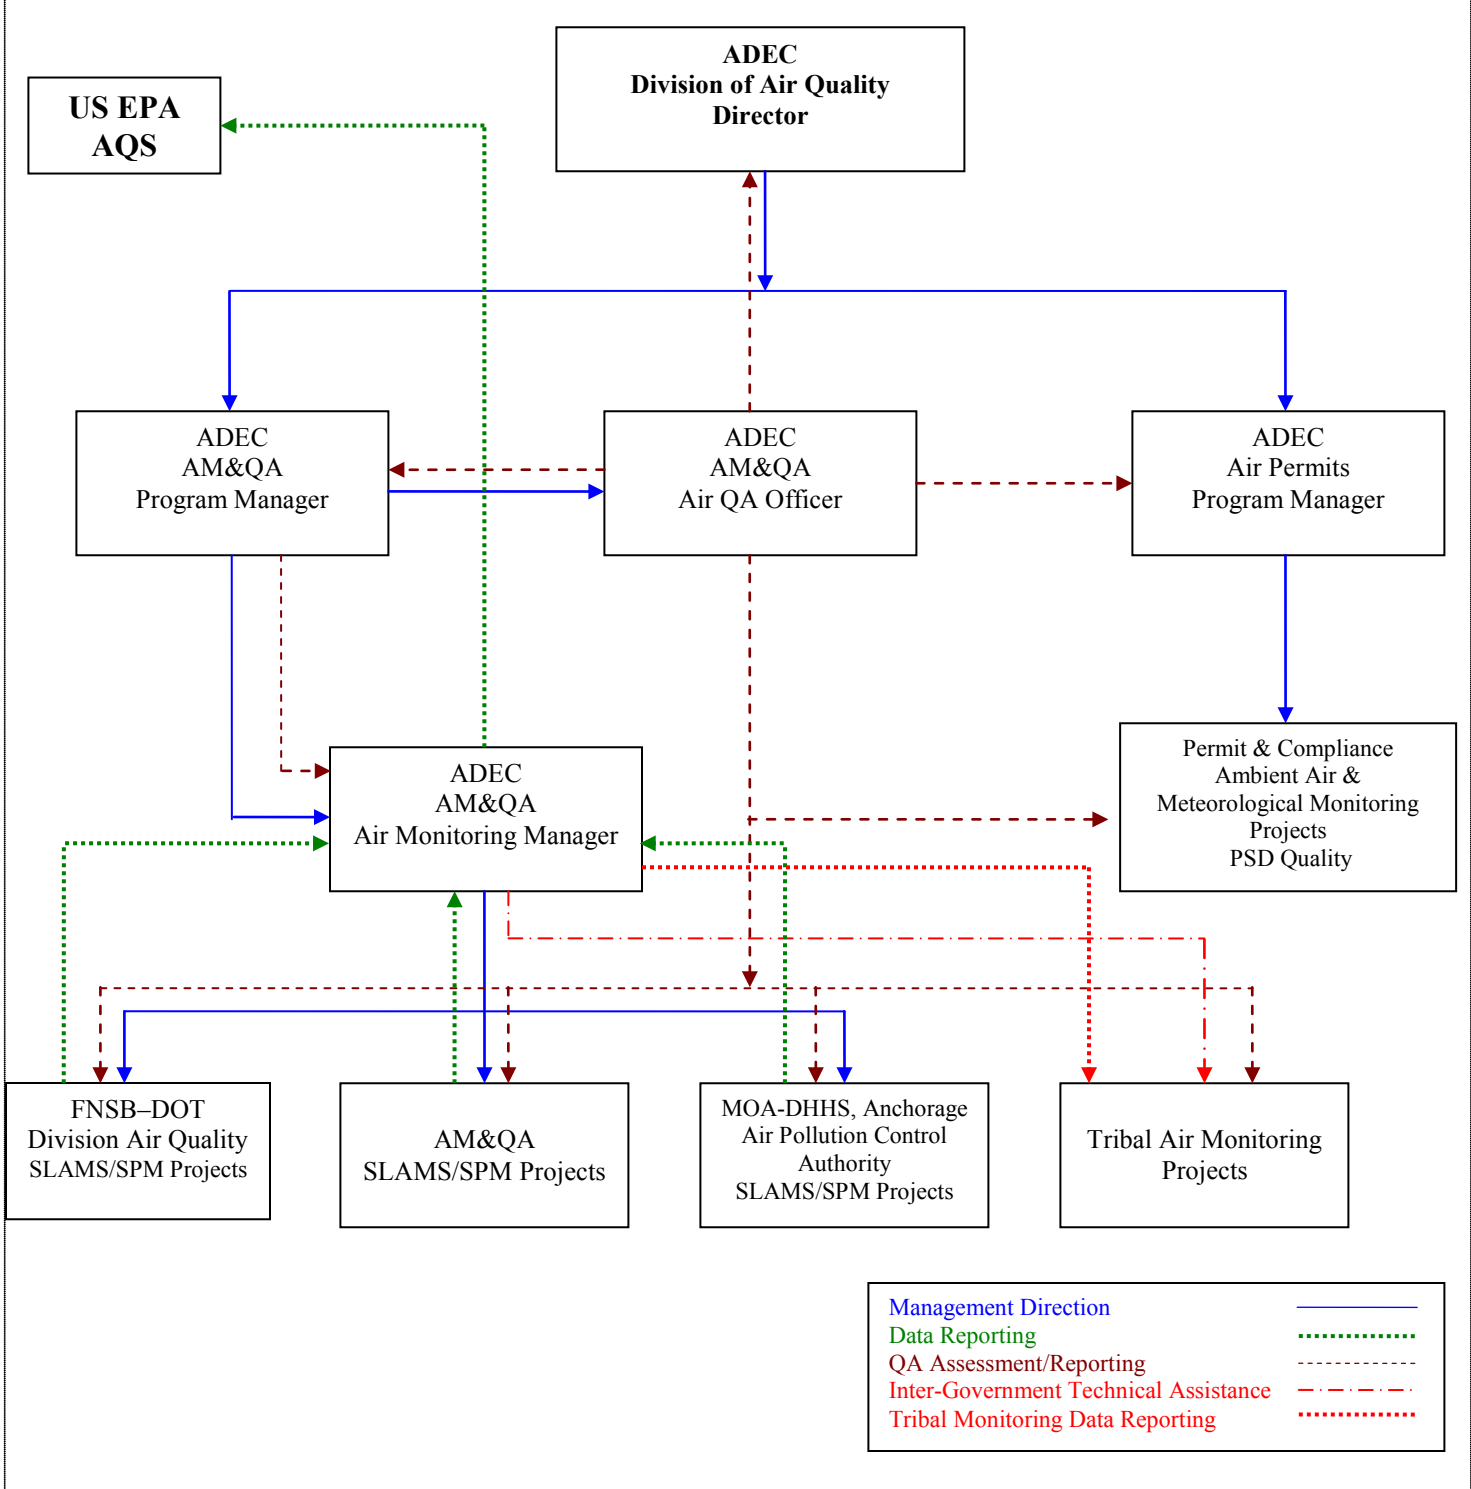 ADEC
Division of Air Quality
Director
US EPA
AQS
ADEC
AM&QA
Program Manager
ADEC
AM&QA
Air QA Officer
ADEC
Air Permits
Program Manager
ADEC
AM&QA
Air Monitoring Manager
Permit & Compliance
Ambient Air &
Meteorological Monitoring
Projects
PSD Quality
FNSB–DOT
Division Air Quality
SLAMS/SPM Projects
AM&QA
SLAMS/SPM Projects
MOA-DHHS, Anchorage
Air Pollution Control
Authority
SLAMS/SPM Projects
Tribal Air Monitoring
Projects
Management Direction
Data Reporting
QA Assessment/Reporting
Inter-Government Technical Assistance
Tribal Monitoring Data Reporting